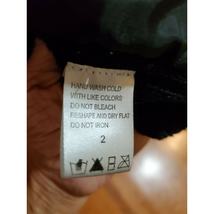 HAND WASH COLD
WITH LIKE COLORS
DO NOT BLEACH
RESHAPE AND DRY FLAT
DO NOT IRON
2